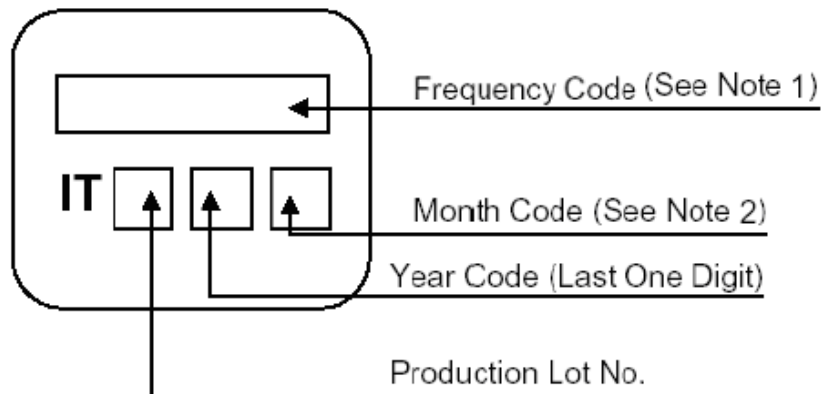 Frequency Code (See Note 1)
IT
Month Code (See Note 2)
Year Code (Last One Digit)
Production Lot No.